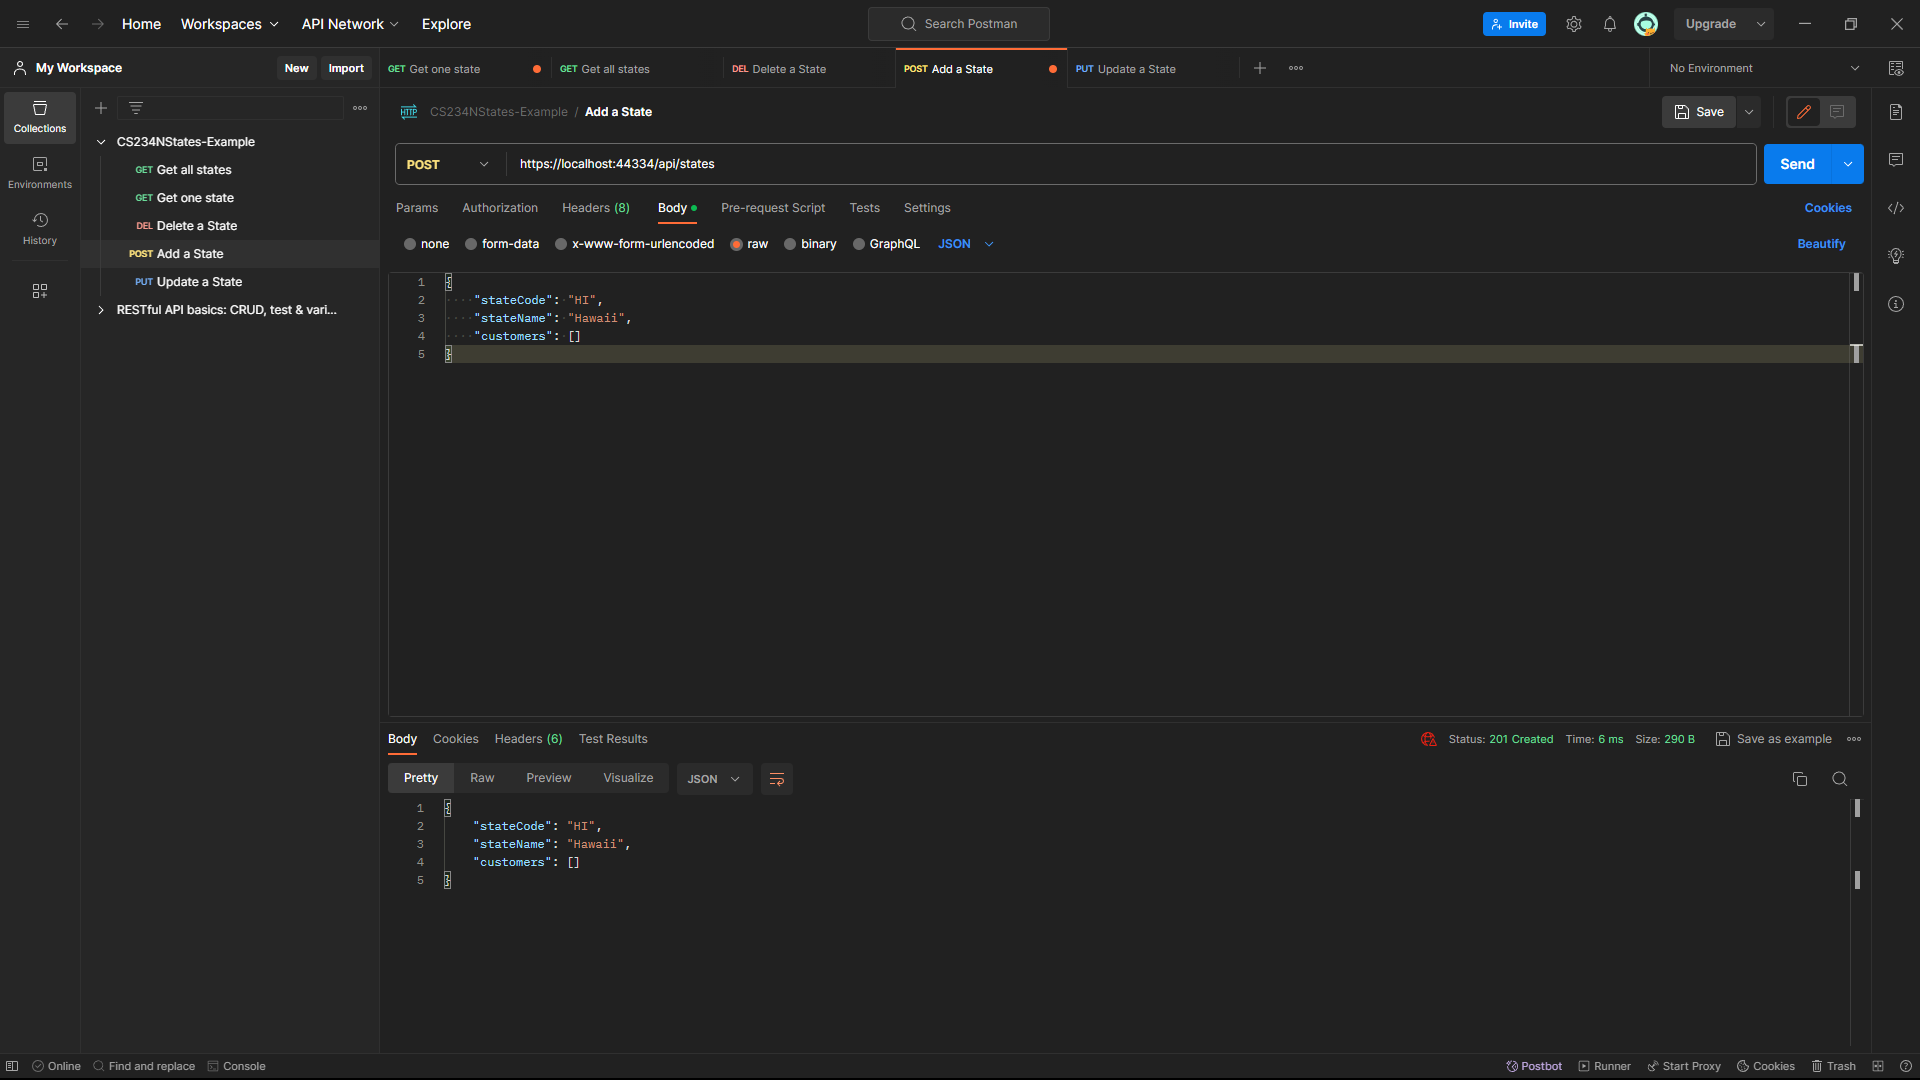 Home Workspaces API Network Explore Search Postman Invite Upgrade
My Workspace New Import
GET Get one state GET Get all states DEL Delete a State POST Add a State PUT Update a State No Environment
Collections
Environments
History
CS234NStates-Example
GET Get all states
GET Get one state
DEL Delete a State
POST Add a State
PUT Update a State
RESTful API basics: CRUD, test & vari...
HTTP CS234NStates-Example / Add a State Save
POST https://localhost:44334/api/states Send
Params Authorization Headers (8) Body Pre-request Script Tests Settings Cookies
none form-data x-www-form-urlencoded raw binary GraphQL JSON Beautify
1 {
2 "stateCode": "HI",
3 "stateName": "Hawaii",
4 "customers": []
5 }
Body Cookies Headers (6) Test Results Status: 201 Created Time: 6 ms Size: 290 B Save as example
Pretty Raw Preview Visualize JSON
1 {
2 "stateCode": "HI",
3 "stateName": "Hawaii",
4 "customers": []
5 }
Online Find and replace Console Postbot Runner Start Proxy Cookies Trash